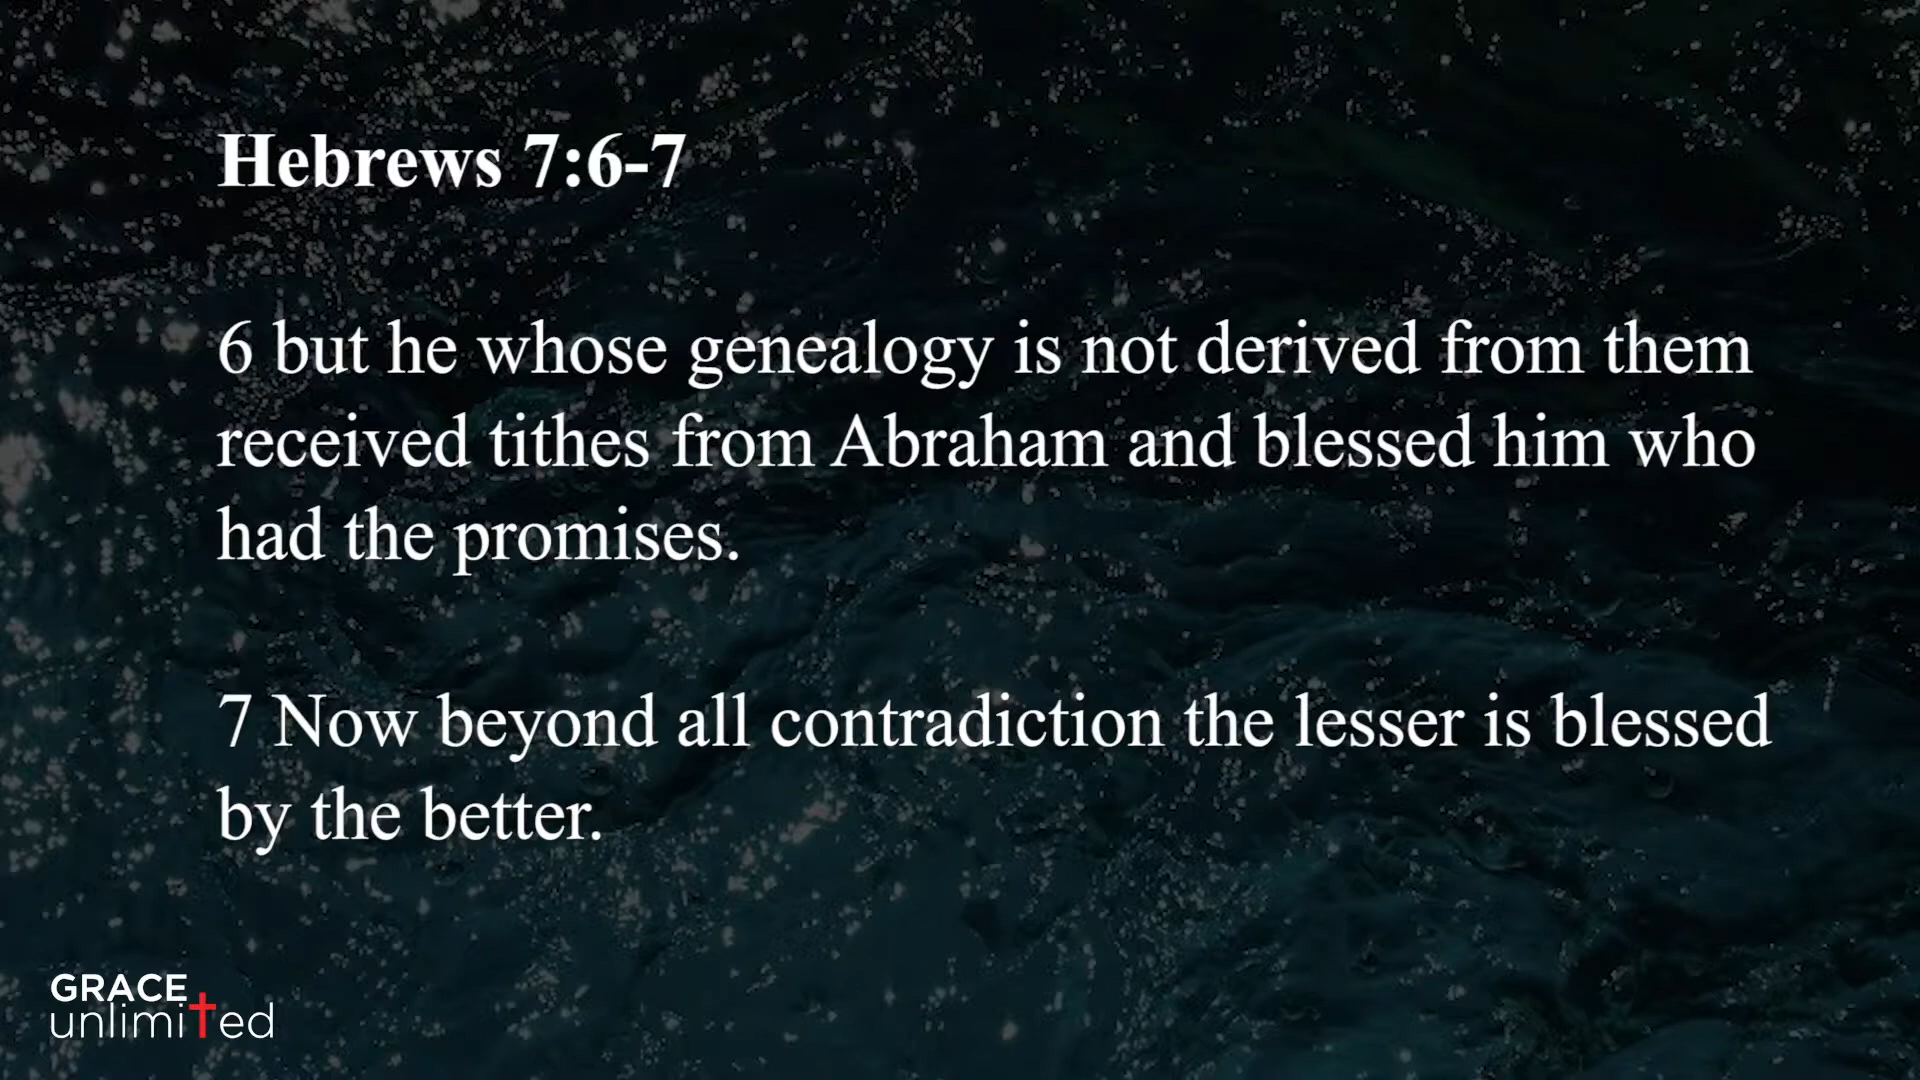 Hebrews 7:6-7
6 but he whose genealogy is not derived from them
received tithes from Abraham and blessed him who
had the promises.
7 Now beyond all contradiction the lesser is blessed
by the better.
GRACE
unlimited